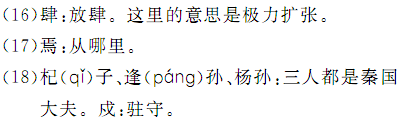 (16)肆:放肆。这里的意思是极力扩张。
(17)焉:从哪里。
(18)杞(qǐ)子、逢(páng)孙、杨孙:三人都是秦国
大夫。戍:驻守。